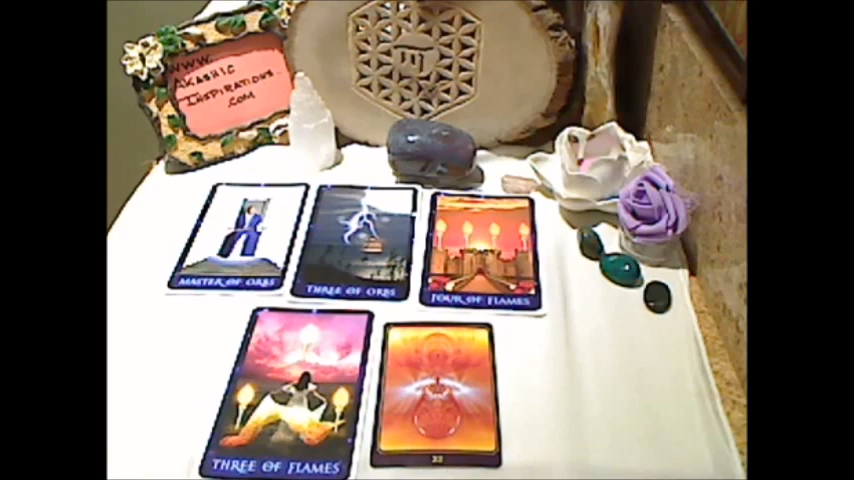 www.
AKASHIC
INSPIRATIONS.
COM
MASTER OF ORBS
THREE OF ORBS
FOUR OF FLAMES
THREE OF FLAMES